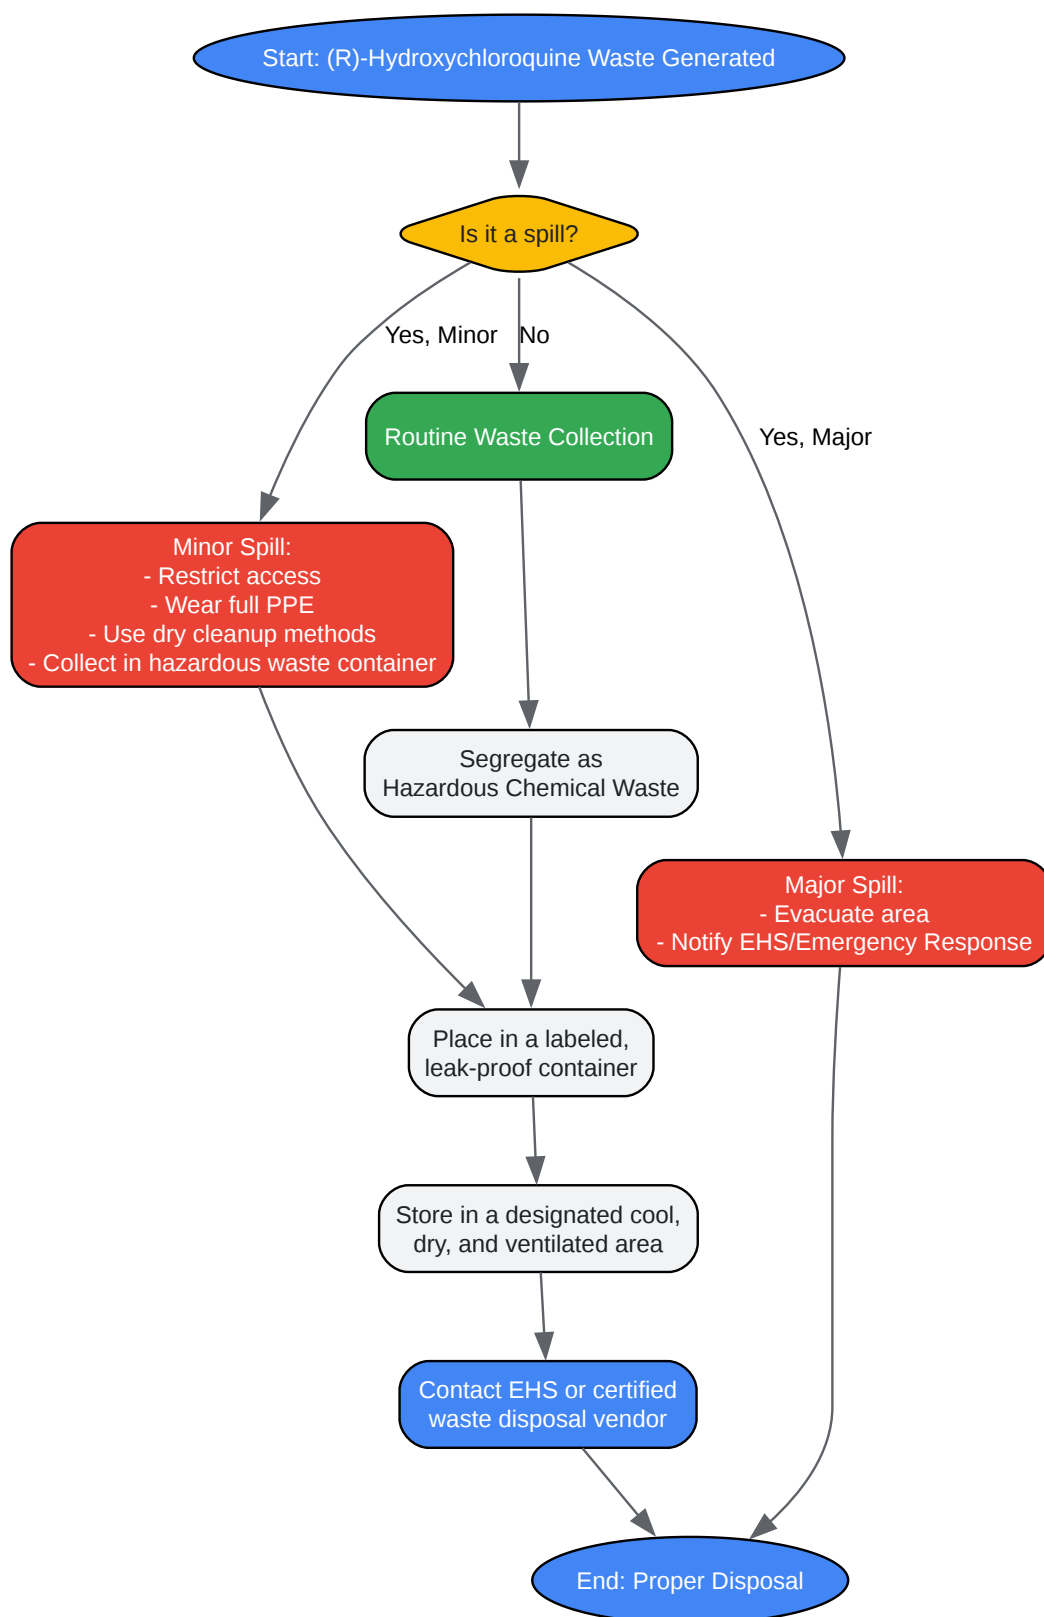 Start: (R)-Hydroxychloroquine Waste Generated
Is it a spill?
Yes, Minor
No
Routine Waste Collection
Yes, Major
Minor Spill:
- Restrict access
- Wear full PPE
- Use dry cleanup methods
- Collect in hazardous waste container
Segregate as
Hazardous Chemical Waste
Major Spill:
- Evacuate area
- Notify EHS/Emergency Response
Place in a labeled,
leak-proof container
Store in a designated cool,
dry, and ventilated area
Contact EHS or certified
waste disposal vendor
End: Proper Disposal